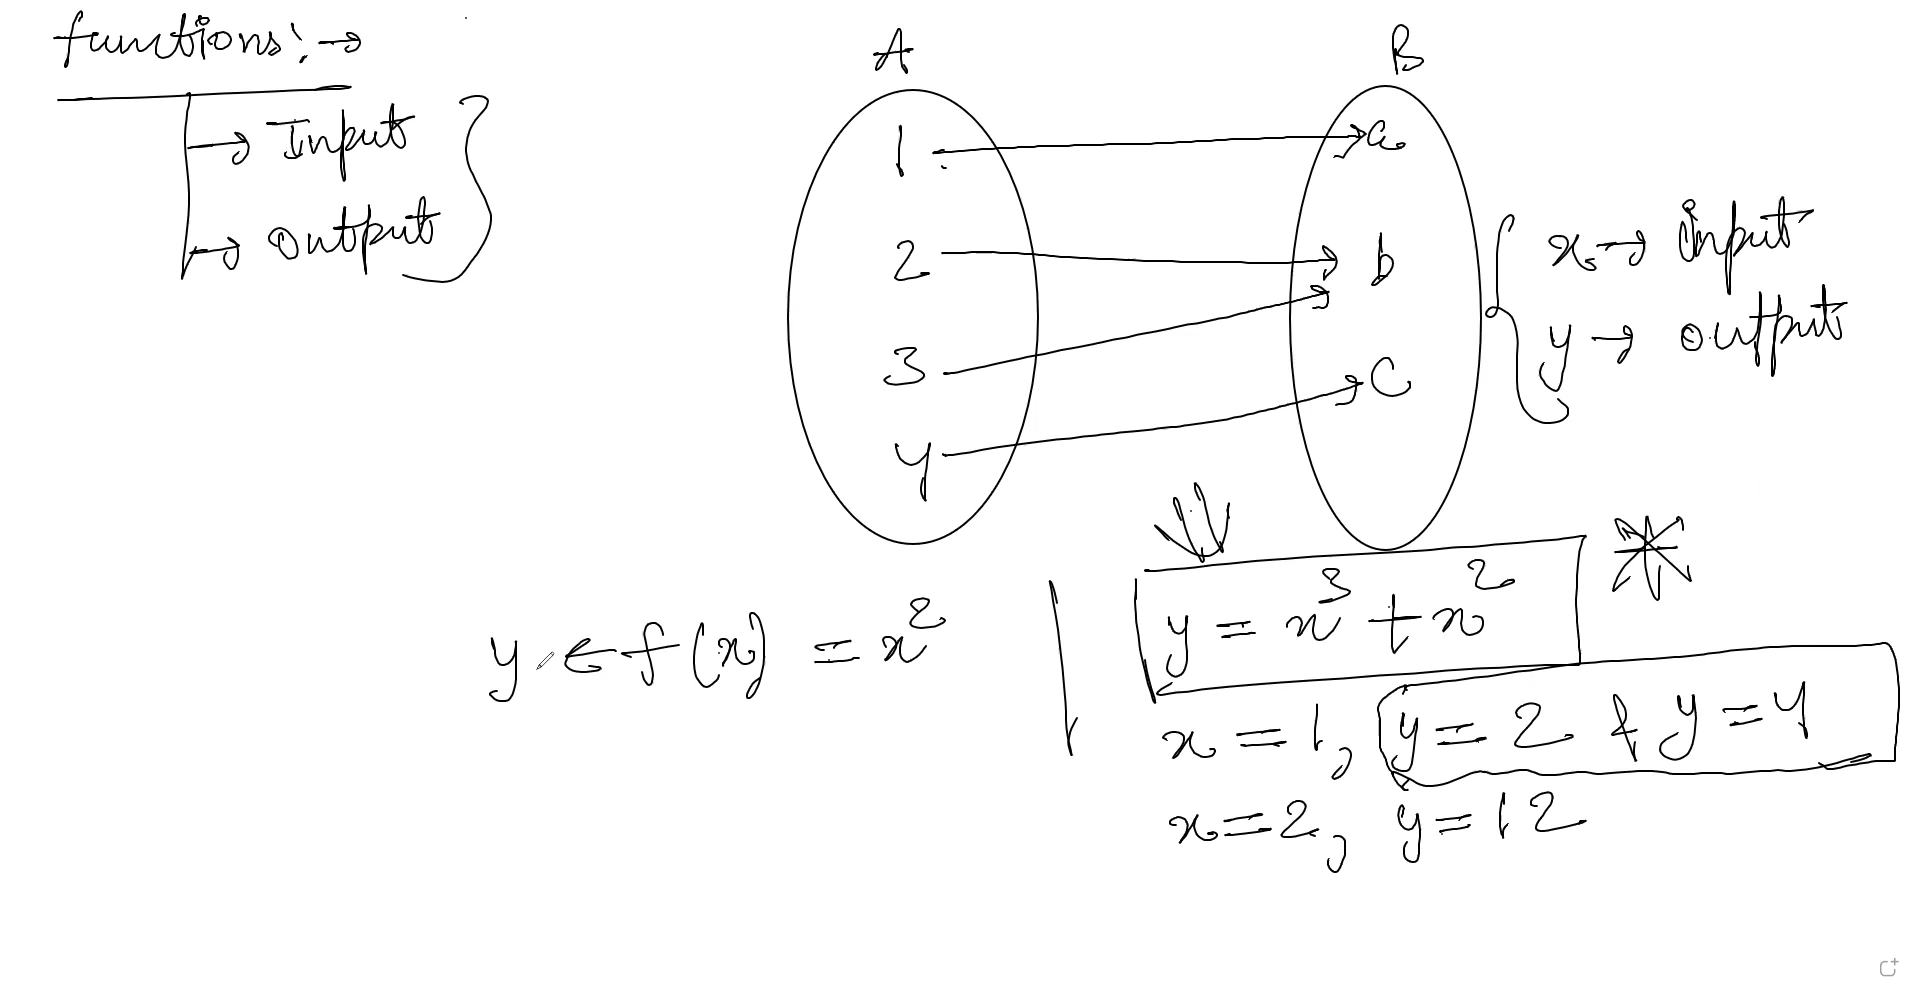 functions:→
→ Input
→ output
A
B
1
2
3
4
a
b
c
x → input
y → output
y ← f(x) = x²
y = x³ + x²
x = 1, y = 2 & y = 4
x = 2, y = 12